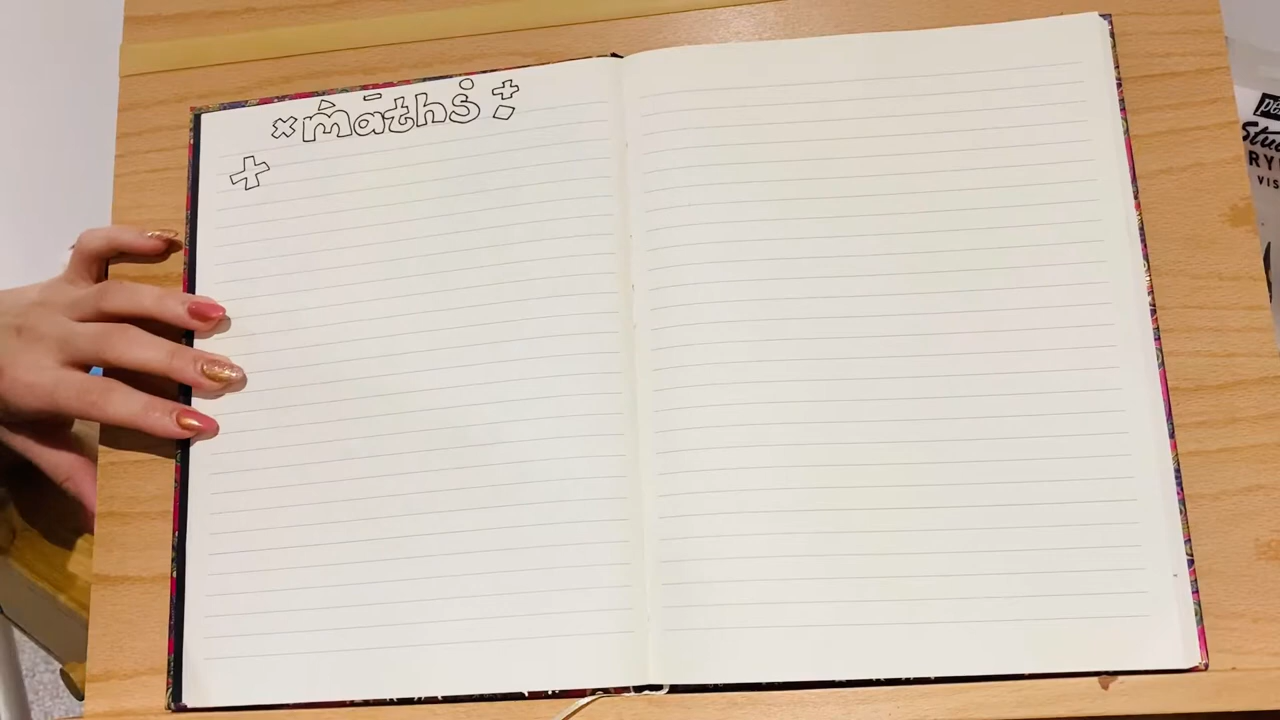 ×maths +
+